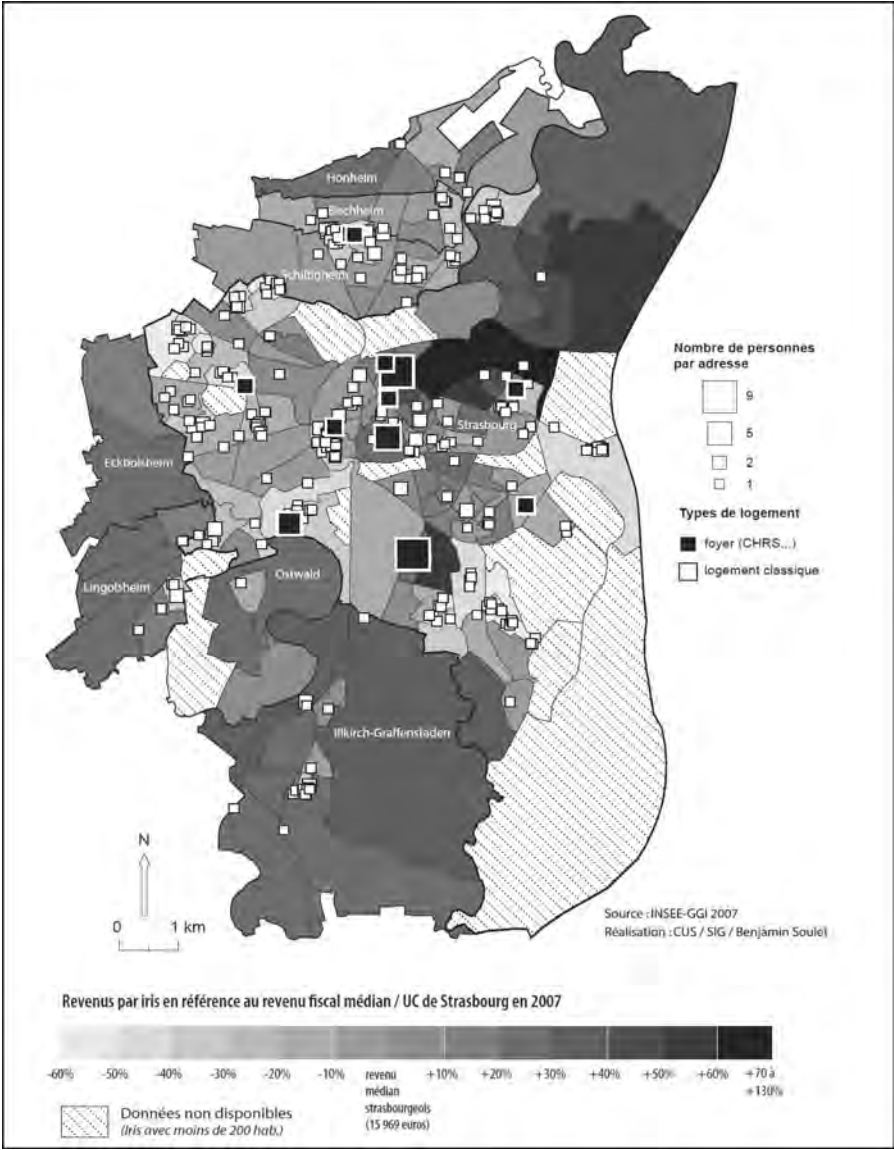 Hœnheim
Bischheim
Schiltigheim
Strasbourg
Eckbolsheim
Lingolsheim
Ostwald
Illkirch-Graffenstaden
Nombre de personnes
par adresse
9
5
2
1
Types de logement
foyer (CHRS...)
logement classique
N
0 1 km
Source : INSEE-GGI 2007
Réalisation : CUS / SIG / Benjamin Soulet
Revenus par iris en référence au revenu fiscal médian / UC de Strasbourg en 2007
-60% -50% -40% -30% -20% -10% revenu médian strasbourgeois (15 969 euros) +10% +20% +30% +40% +50% +60% +70 à +130%
Données non disponibles
(Iris avec moins de 200 hab.)